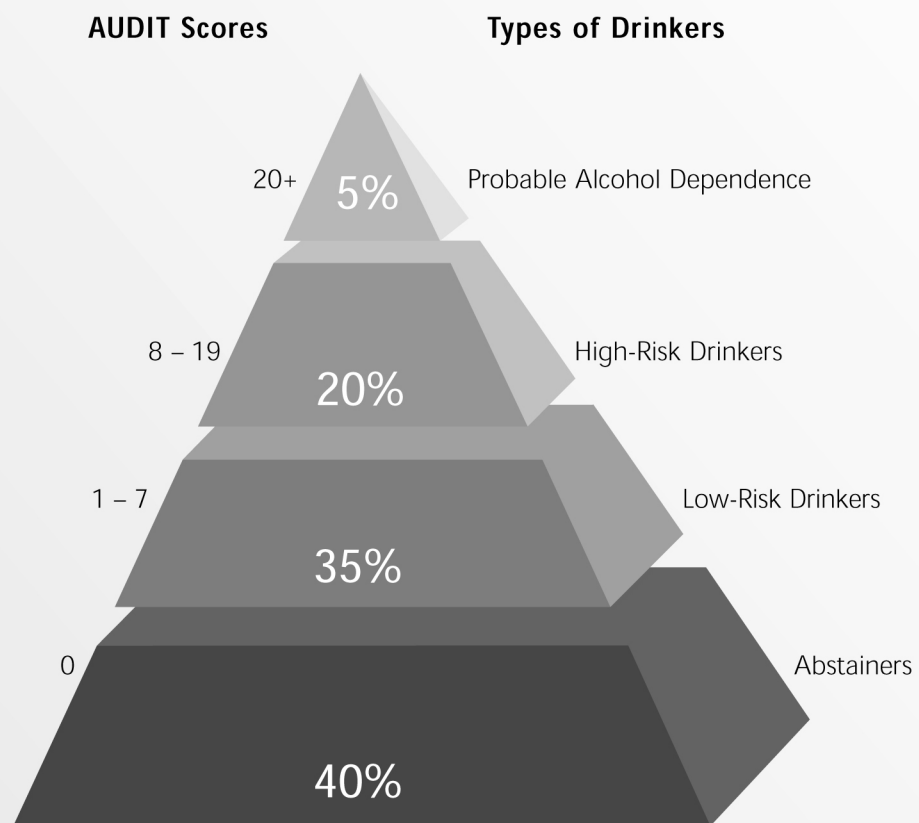 AUDIT Scores Types of Drinkers
20+ 5% Probable Alcohol Dependence
8 – 19 20% High-Risk Drinkers
1 – 7 35% Low-Risk Drinkers
0 40% Abstainers